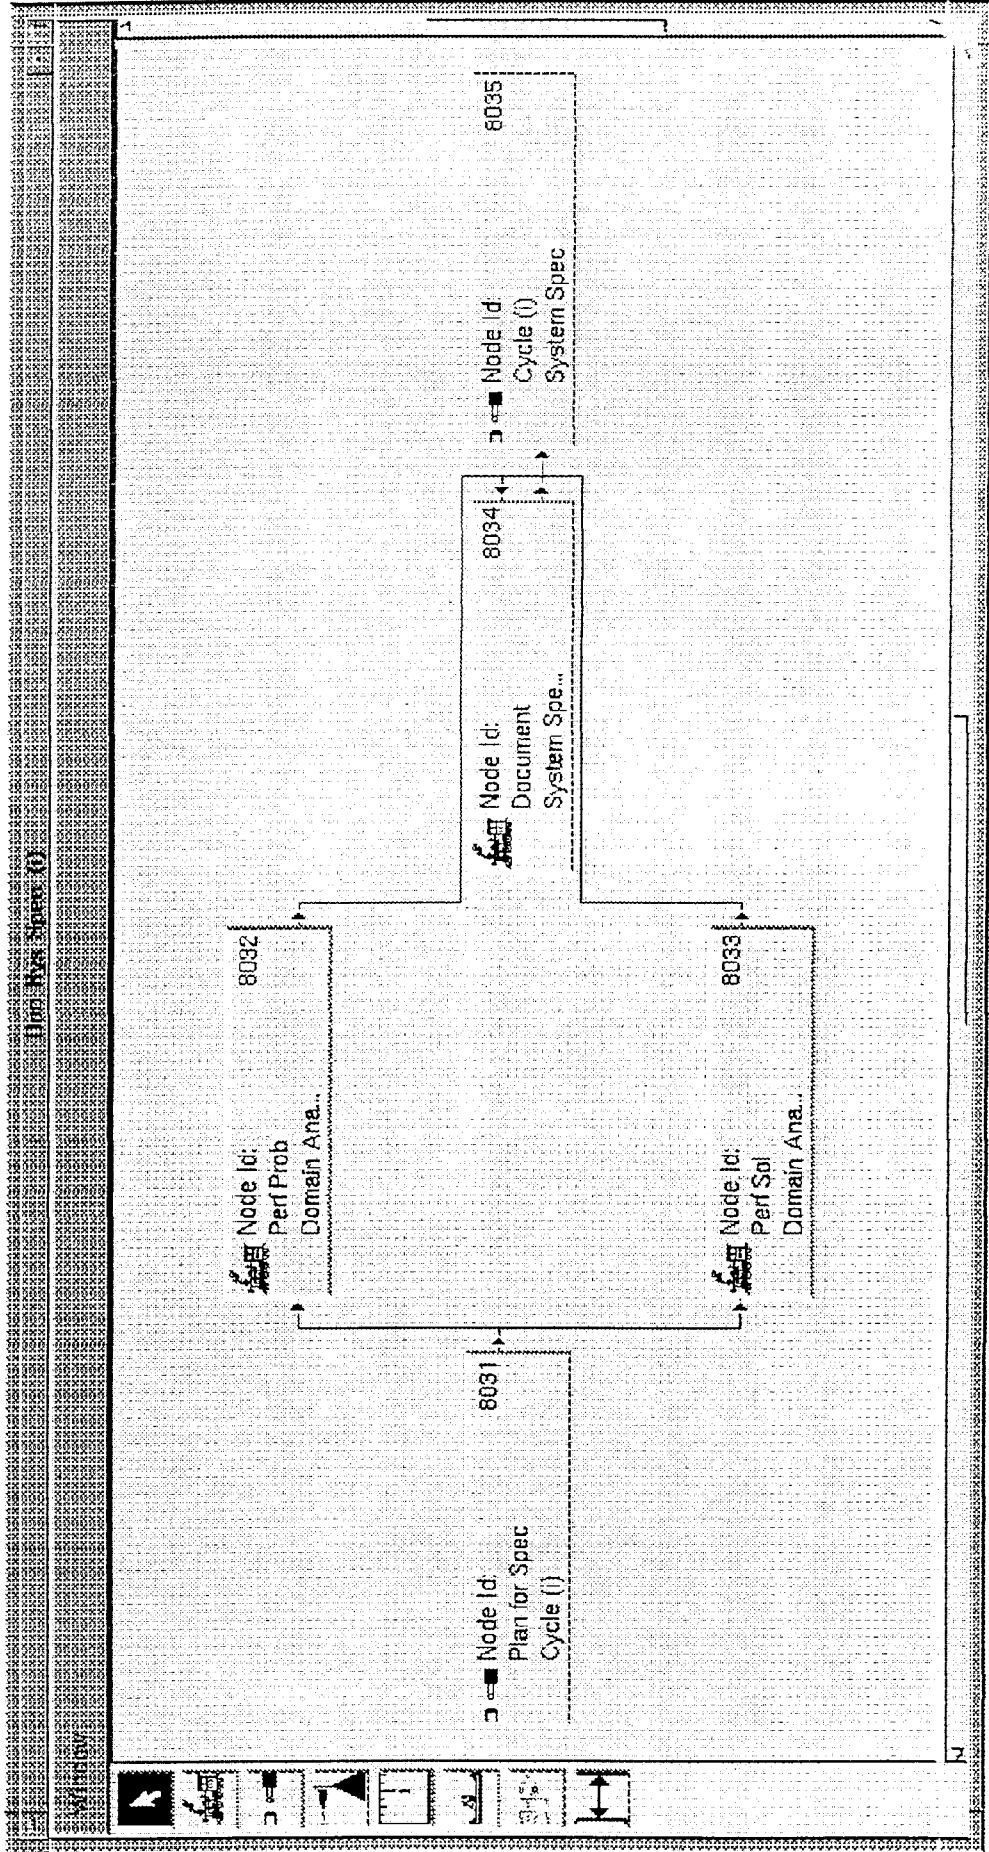 Window
Node Id: 8031
Plan for Spec
Cycle (i)
Node Id: 8032
Perf Prob
Domain Ana...
Node Id: 8033
Perf Sol
Domain Ana...
Node Id: 8034
Document
System Spe...
Node Id: 8035
Cycle (i)
System Spec